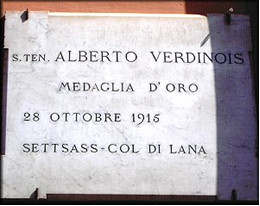 S.TEN. ALBERTO VERDINOIS
MEDAGLIA D'ORO
28 OTTOBRE 1915
SETTSASS-COL DI LANA